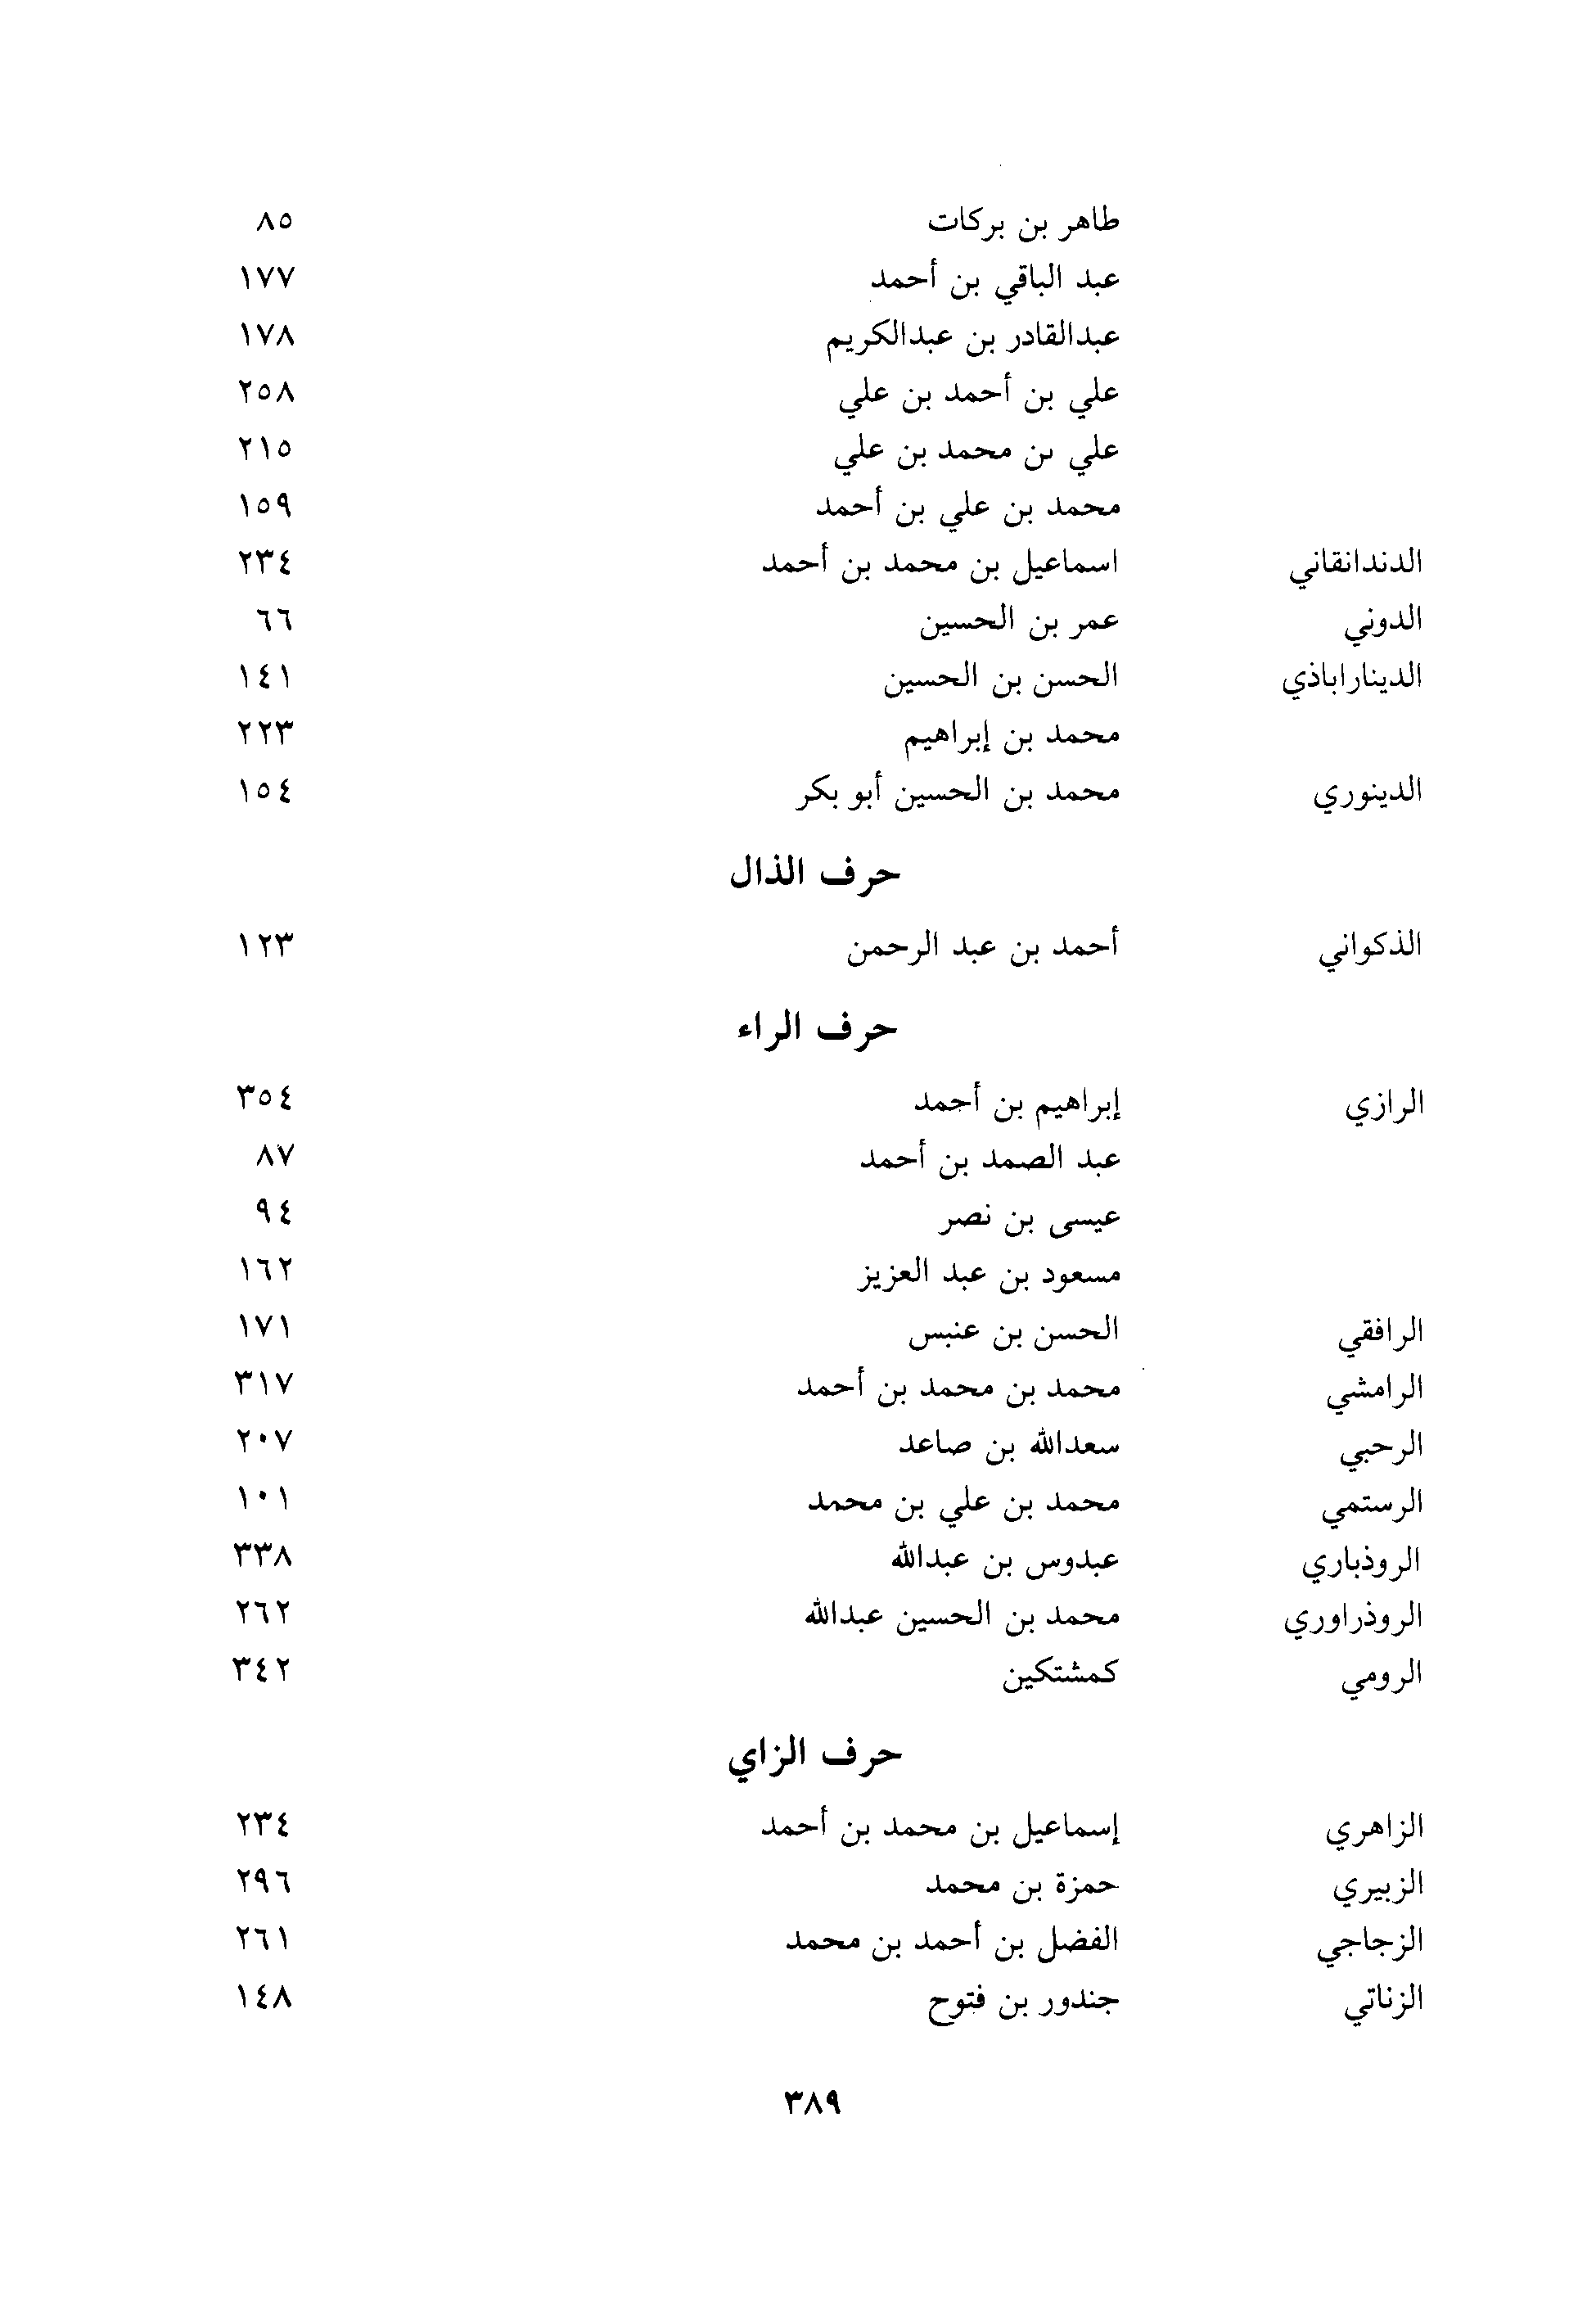 طاهر بن بركات ٨٥
عبد الباقي بن أحمد ١٧٧
عبدالقادر بن عبدالكريم ١٧٨
علي بن أحمد بن علي ٢٥٨
علي بن محمد بن علي ٢١٥
محمد بن علي بن أحمد ١٥٩
الدندانقاني اسماعيل بن محمد بن أحمد ٢٣٤
الدوني عمر بن الحسين ٦٦
الديناراباذي الحسن بن الحسين ١٤١
محمد بن إبراهيم ٢٢٣
الدينوري محمد بن الحسين أبو بكر ١٥٤
حرف الذال
الذكواني أحمد بن عبد الرحمن ١٢٣
حرف الراء
الرازي إبراهيم بن أحمد ٣٥٤
عبد الصمد بن أحمد ٨٧
عيسى بن نصر ٩٤
مسعود بن عبد العزيز ١٦٢
الرافقي الحسن بن عنبس ١٧١
الرامشي محمد بن محمد بن أحمد ٣١٧
الرحبي سعدالله بن صاعد ٢٠٧
الرستمي محمد بن علي بن محمد ١٠١
الروذباري عبدوس بن عبدالله ٣٣٨
الروذراوري محمد بن الحسين عبدالله ٢٦٢
الرومي كمشتكين ٣٤٢
حرف الزاي
الزاهري إسماعيل بن محمد بن أحمد ٢٣٤
الزبيري حمزة بن محمد ٢٩٦
الزجاجي الفضل بن أحمد بن محمد ٢٦١
الزناتي جندور بن فتوح ١٤٨
٣٨٩